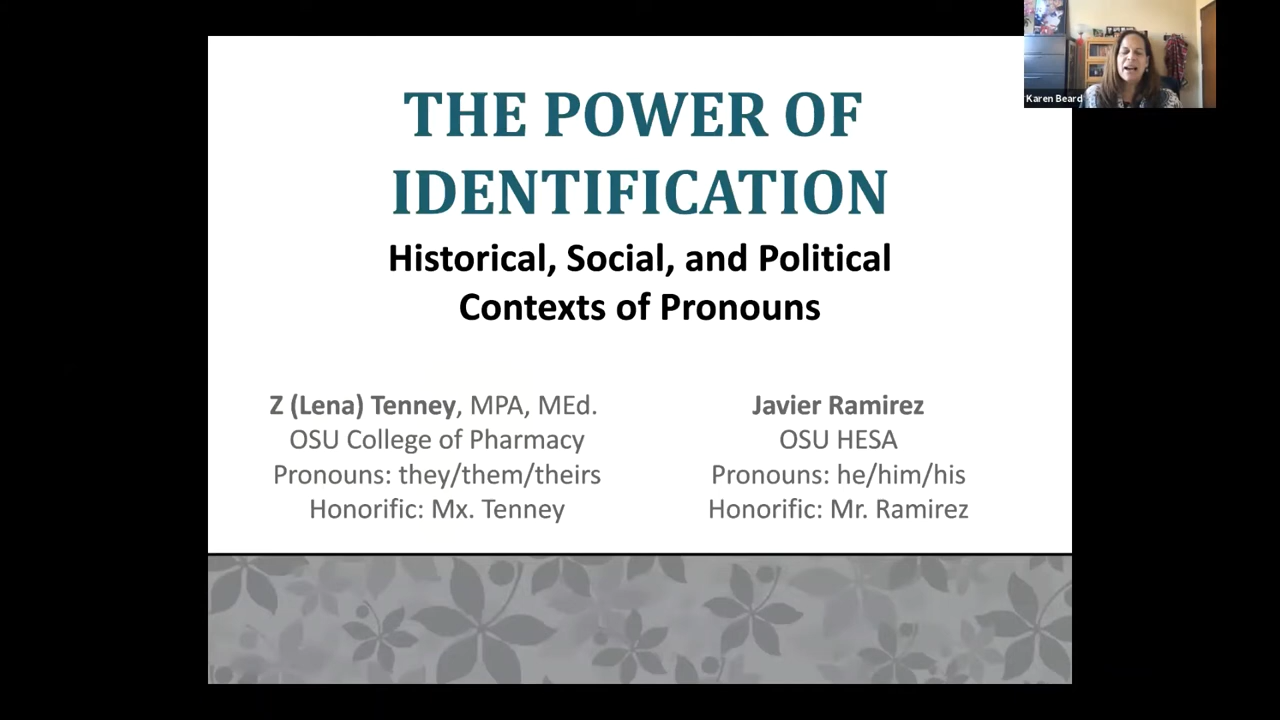 THE POWER OF
IDENTIFICATION
Historical, Social, and Political
Contexts of Pronouns
Z (Lena) Tenney, MPA, MEd.
OSU College of Pharmacy
Pronouns: they/them/theirs
Honorific: Mx. Tenney
Javier Ramirez
OSU HESA
Pronouns: he/him/his
Honorific: Mr. Ramirez
Karen Beard